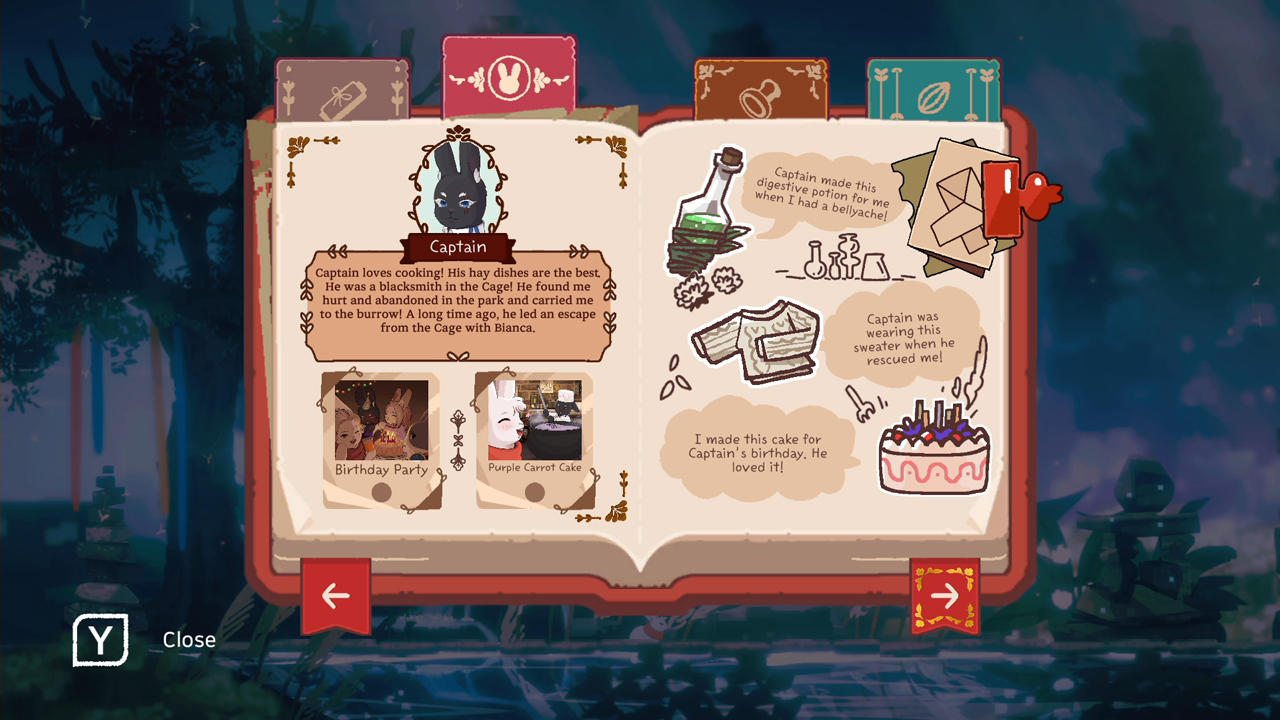 Captain
Captain loves cooking! His hay dishes are the best.
He was a blacksmith in the Cage! He found me
hurt and abandoned in the park and carried me
to the burrow! A long time ago, he led an escape
from the Cage with Bianca.
Birthday Party
Purple Carrot Cake
Captain made this
digestive potion for me
when I had a bellyache!
Captain was
wearing this
sweater when he
rescued me!
I made this cake for
Captain's birthday. He
loved it!
Y
Close